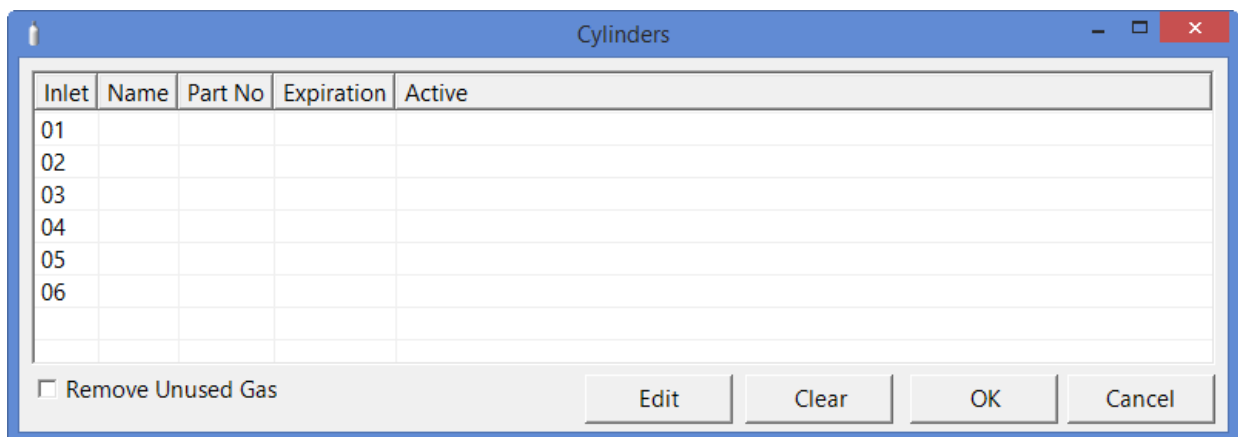 Cylinders
Inlet Name Part No Expiration Active
01
02
03
04
05
06
Remove Unused Gas Edit Clear OK Cancel